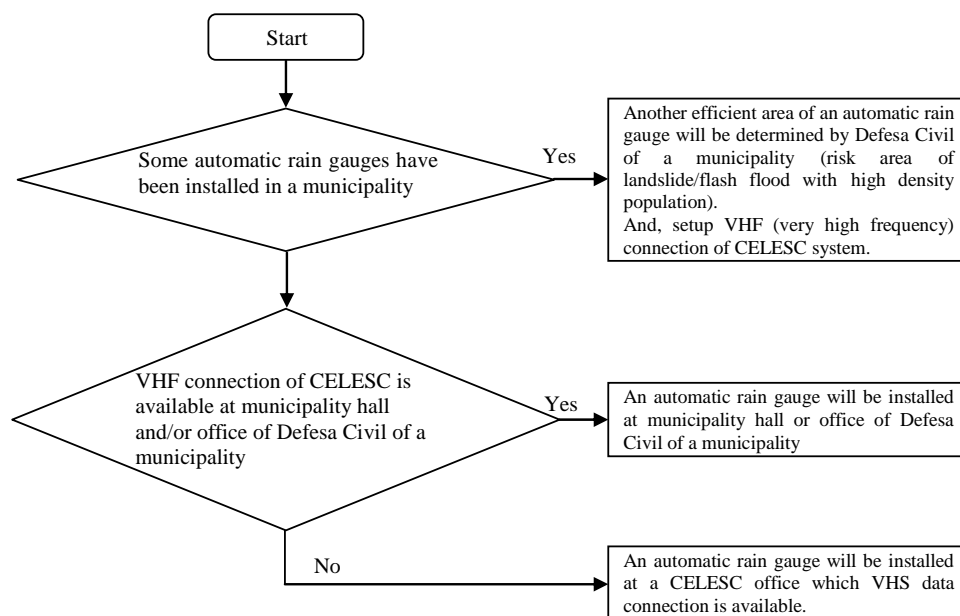 Start
Some automatic rain gauges have
been installed in a municipality
Yes
Another efficient area of an automatic rain
gauge will be determined by Defesa Civil
of a municipality (risk area of
landslide/flash flood with high density
population).
And, setup VHF (very high frequency)
connection of CELESC system.
VHF connection of CELESC is
available at municipality hall
and/or office of Defesa Civil of a
municipality
Yes
An automatic rain gauge will be installed
at municipality hall or office of Defesa
Civil of a municipality
No
An automatic rain gauge will be installed
at a CELESC office which VHS data
connection is available.